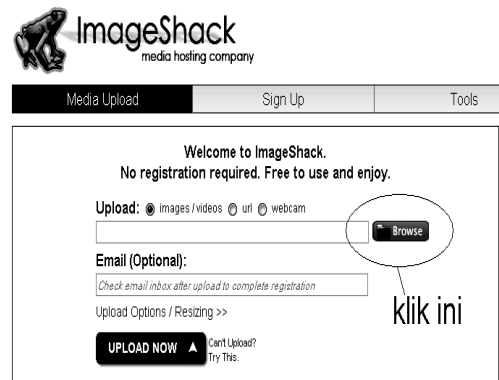 ImageShack
media hosting company
Media Upload Sign Up Tools
Welcome to ImageShack.
No registration required. Free to use and enjoy.
Upload: images / videos url webcam
Browse
Email (Optional):
Check email inbox after upload to complete registration
Upload Options / Resizing >>
klik ini
UPLOAD NOW Can't Upload?
Try This.